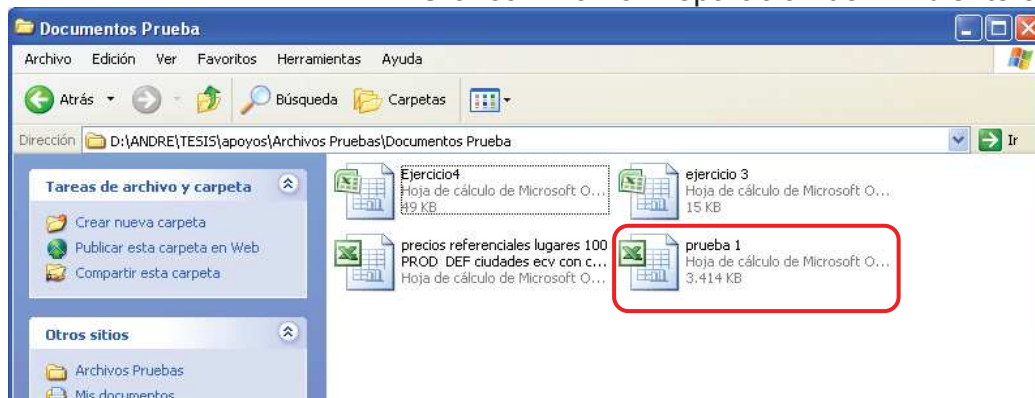 Documentos Prueba
Archivo Edición Ver Favoritos Herramientas Ayuda
Atrás Búsqueda Carpetas
Dirección D:\ANDRE\TESIS\apoyos\Archivos Pruebas\Documentos Prueba Ir
Tareas de archivo y carpeta
Crear nueva carpeta
Publicar esta carpeta en Web
Compartir esta carpeta
Otros sitios
Archivos Pruebas
Mis documentos
Ejercicio4
Hoja de cálculo de Microsoft O...
49 KB
ejercicio 3
Hoja de cálculo de Microsoft O...
15 KB
precios referenciales lugares 100
PROD DEF ciudades ecv con c...
Hoja de cálculo de Microsoft O...
prueba 1
Hoja de cálculo de Microsoft O...
3.414 KB